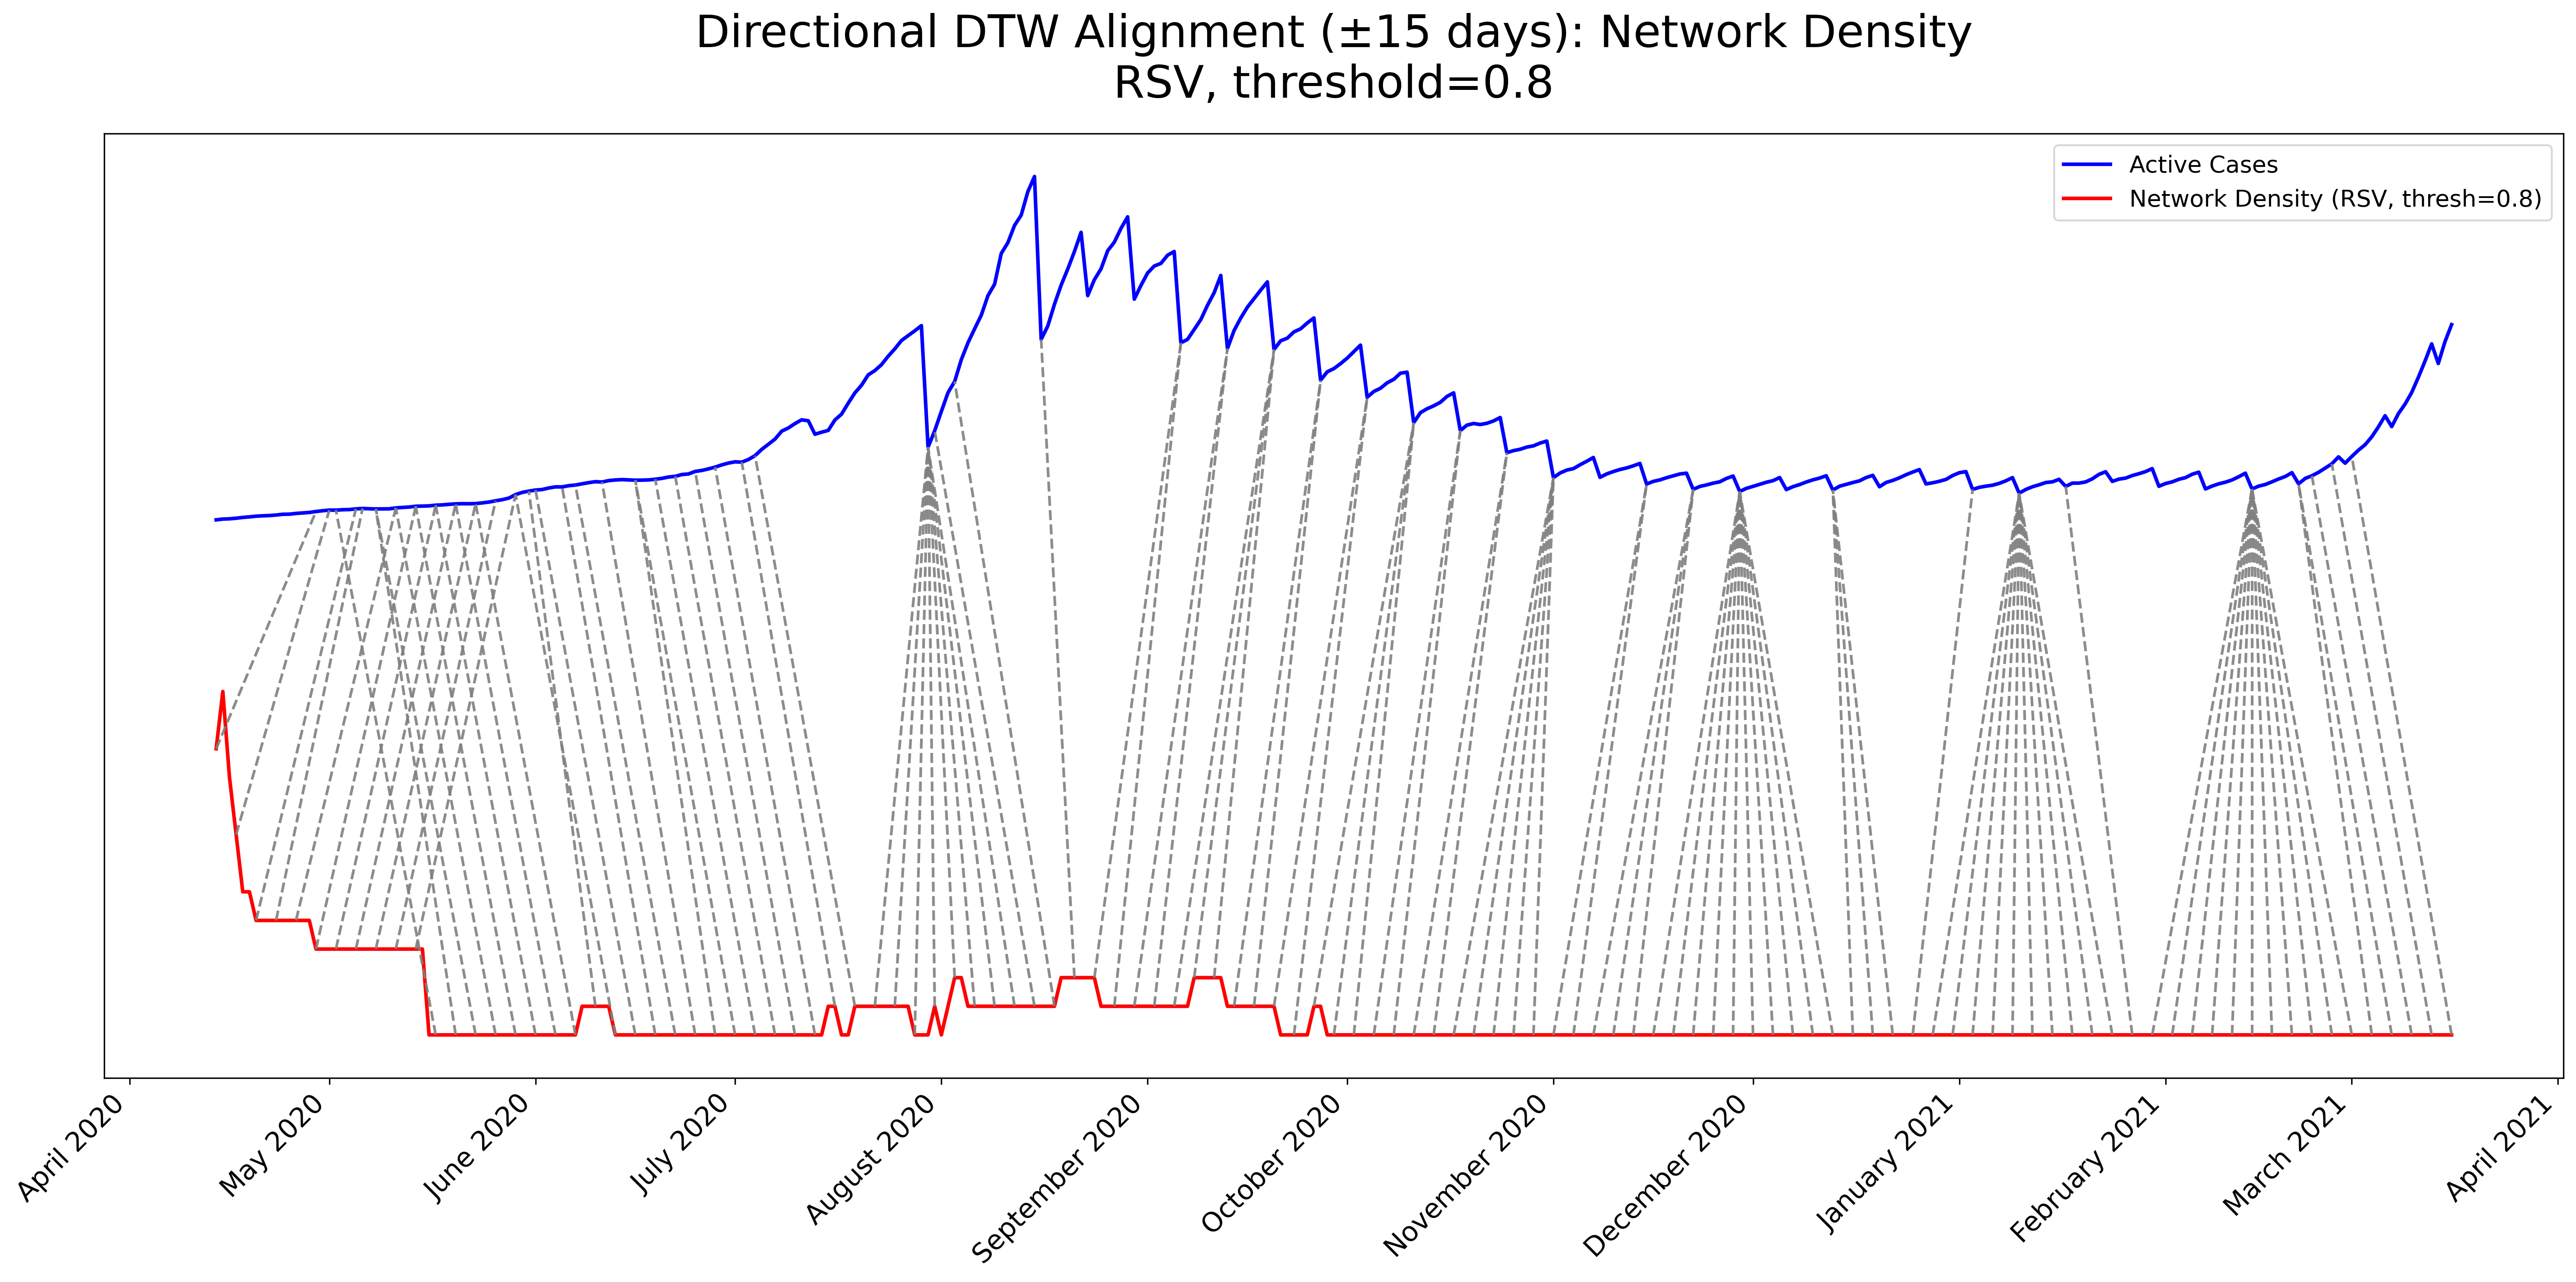 Directional DTW Alignment (±15 days): Network Density
RSV, threshold=0.8
Active Cases
Network Density (RSV, thresh=0.8)
April 2020
May 2020
June 2020
July 2020
August 2020
September 2020
October 2020
November 2020
December 2020
January 2021
February 2021
March 2021
April 2021